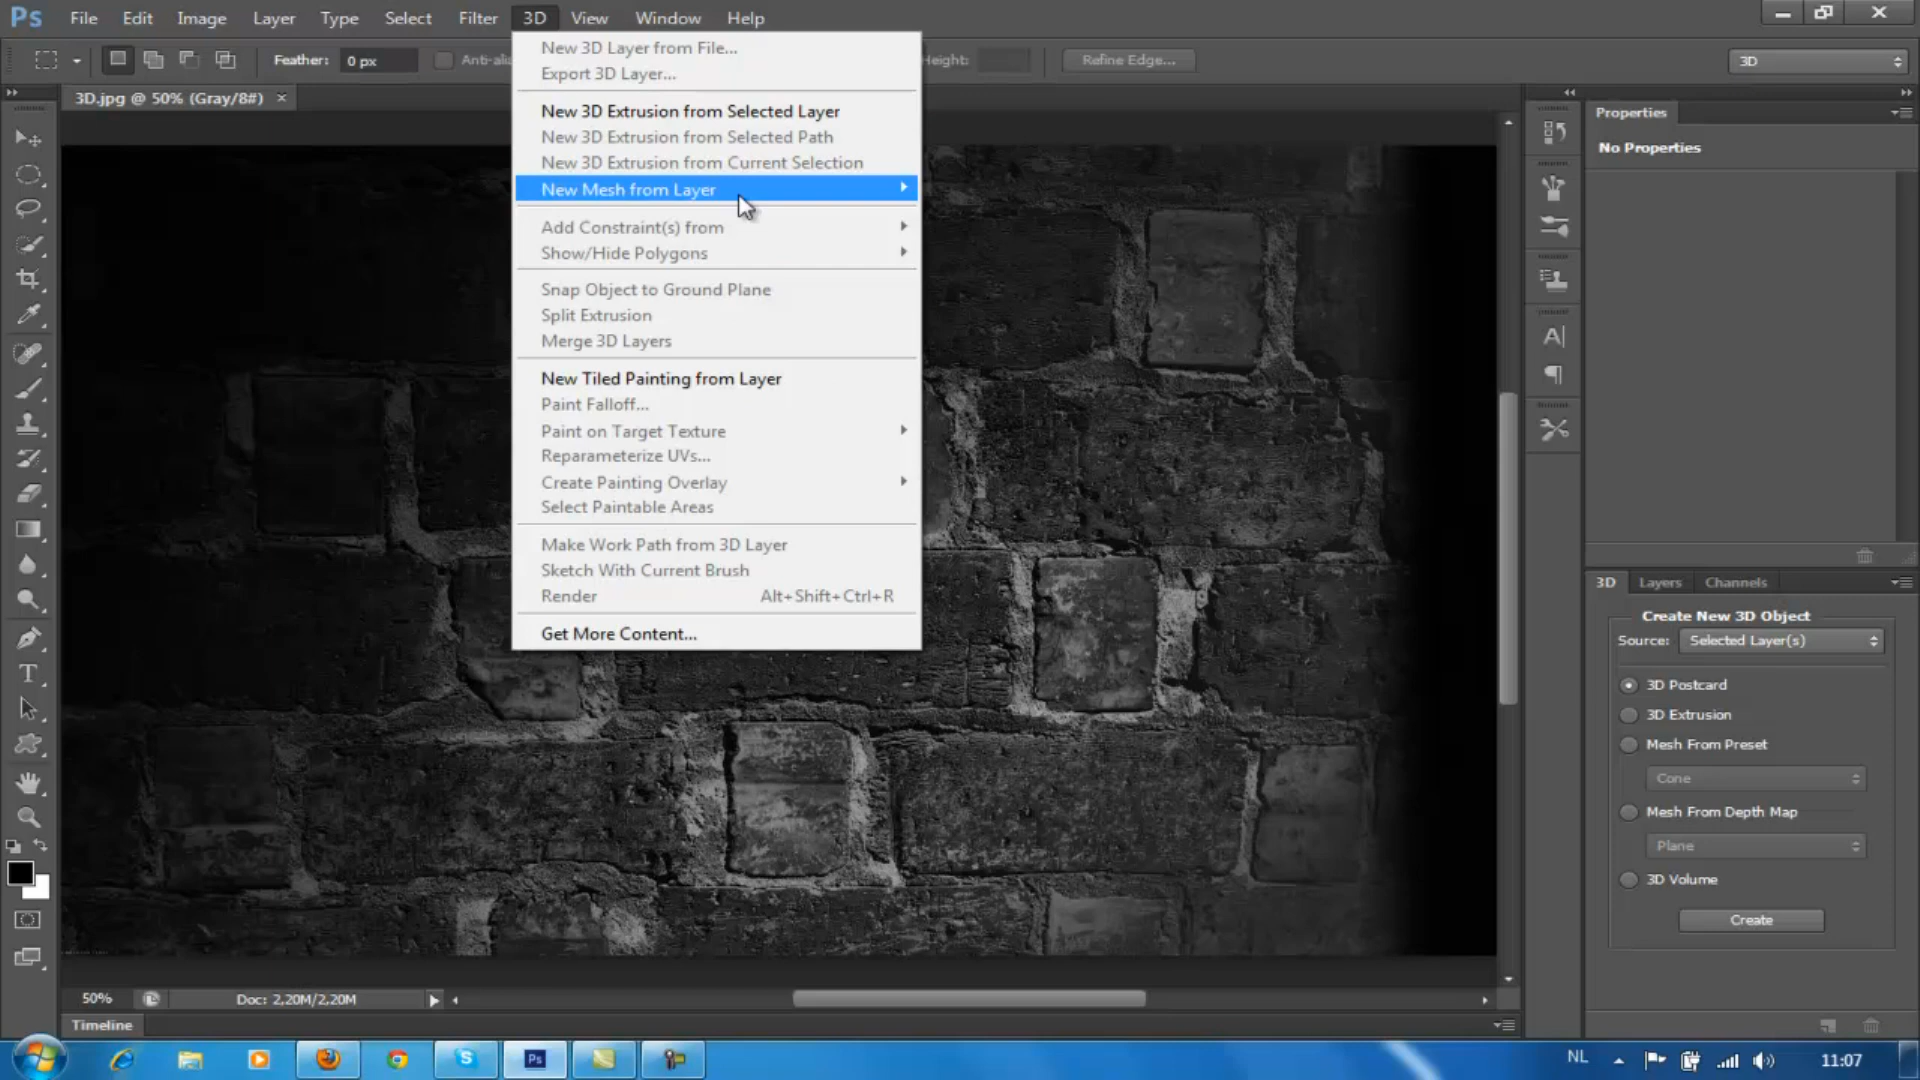 Ps File Edit Image Layer Type Select Filter 3D View Window Help
Feather: 0 px Anti-ali Height: Refine Edge... 3D
3D.jpg @ 50% (Gray/8#) ×
New 3D Layer from File...
Export 3D Layer...
New 3D Extrusion from Selected Layer
New 3D Extrusion from Selected Path
New 3D Extrusion from Current Selection
New Mesh from Layer
Add Constraint(s) from
Show/Hide Polygons
Snap Object to Ground Plane
Split Extrusion
Merge 3D Layers
New Tiled Painting from Layer
Paint Falloff...
Paint on Target Texture
Reparameterize UVs...
Create Painting Overlay
Select Paintable Areas
Make Work Path from 3D Layer
Sketch With Current Brush
Render Alt+Shift+Ctrl+R
Get More Content...
Properties
No Properties
3D Layers Channels
Create New 3D Object
Source: Selected Layer(s)
3D Postcard
3D Extrusion
Mesh From Preset
Cone
Mesh From Depth Map
Plane
3D Volume
Create
50% Doc: 2,20M/2,20M
Timeline
Ps NL 11:07